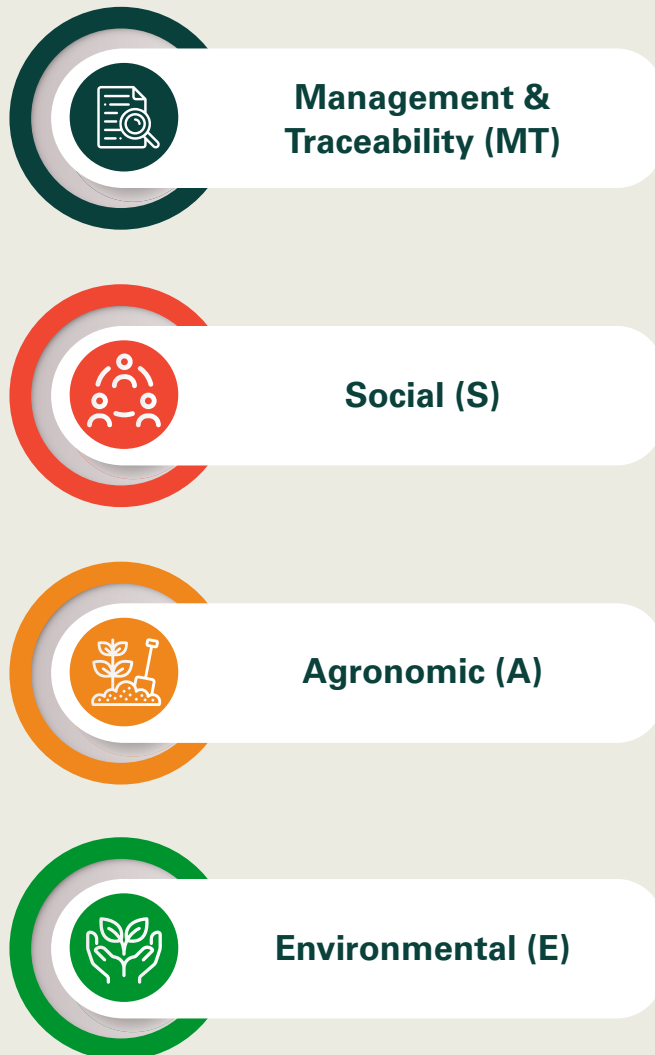 Management &
Traceability (MT)
Social (S)
Agronomic (A)
Environmental (E)